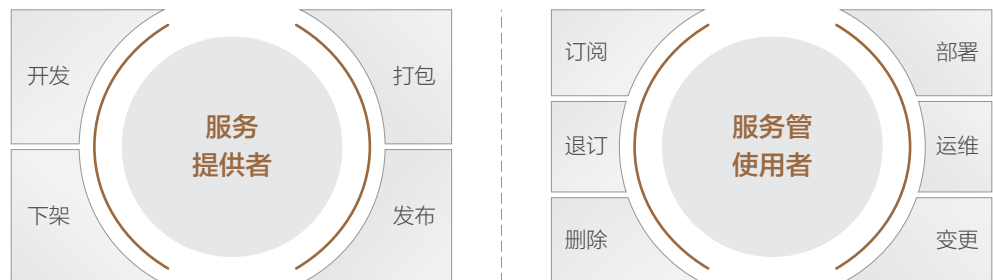 开发
打包
服务
提供者
下架
发布
订阅
部署
服务管
使用者
退订
运维
删除
变更